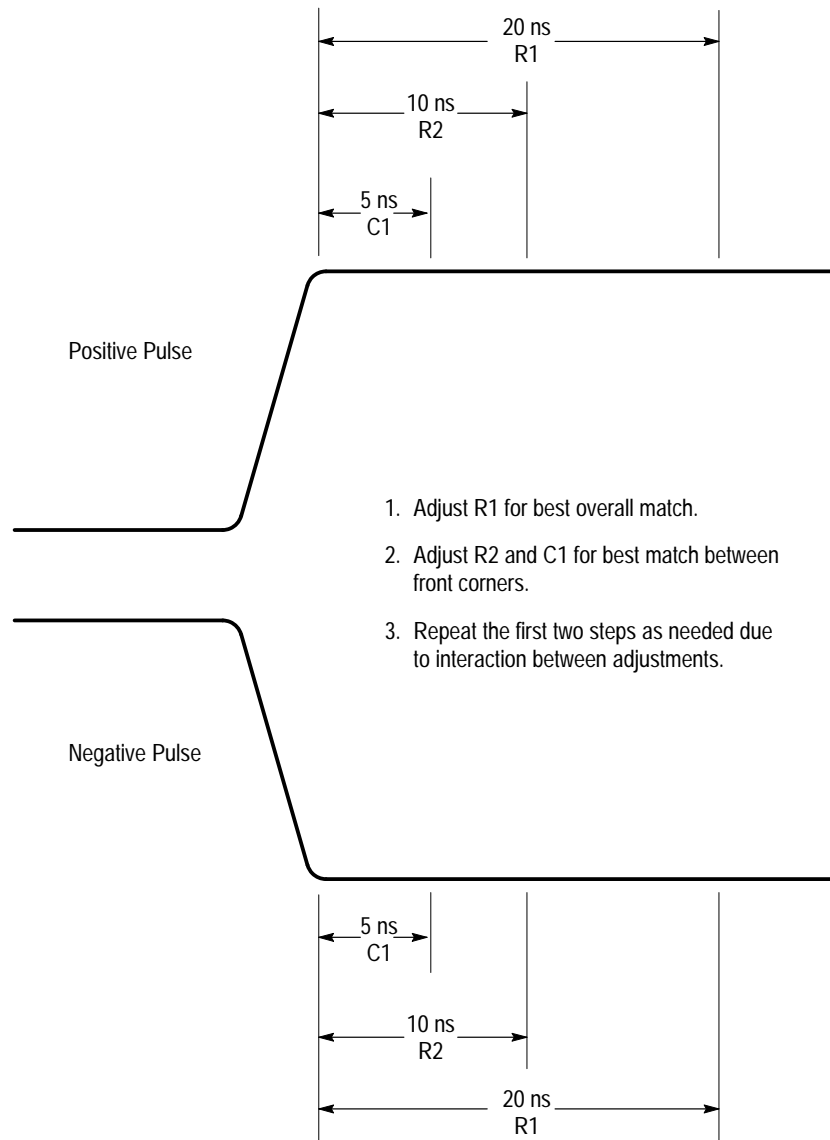 20 ns
R1
10 ns
R2
5 ns
C1
Positive Pulse
1. Adjust R1 for best overall match.
2. Adjust R2 and C1 for best match between
front corners.
3. Repeat the first two steps as needed due
to interaction between adjustments.
Negative Pulse
5 ns
C1
10 ns
R2
20 ns
R1